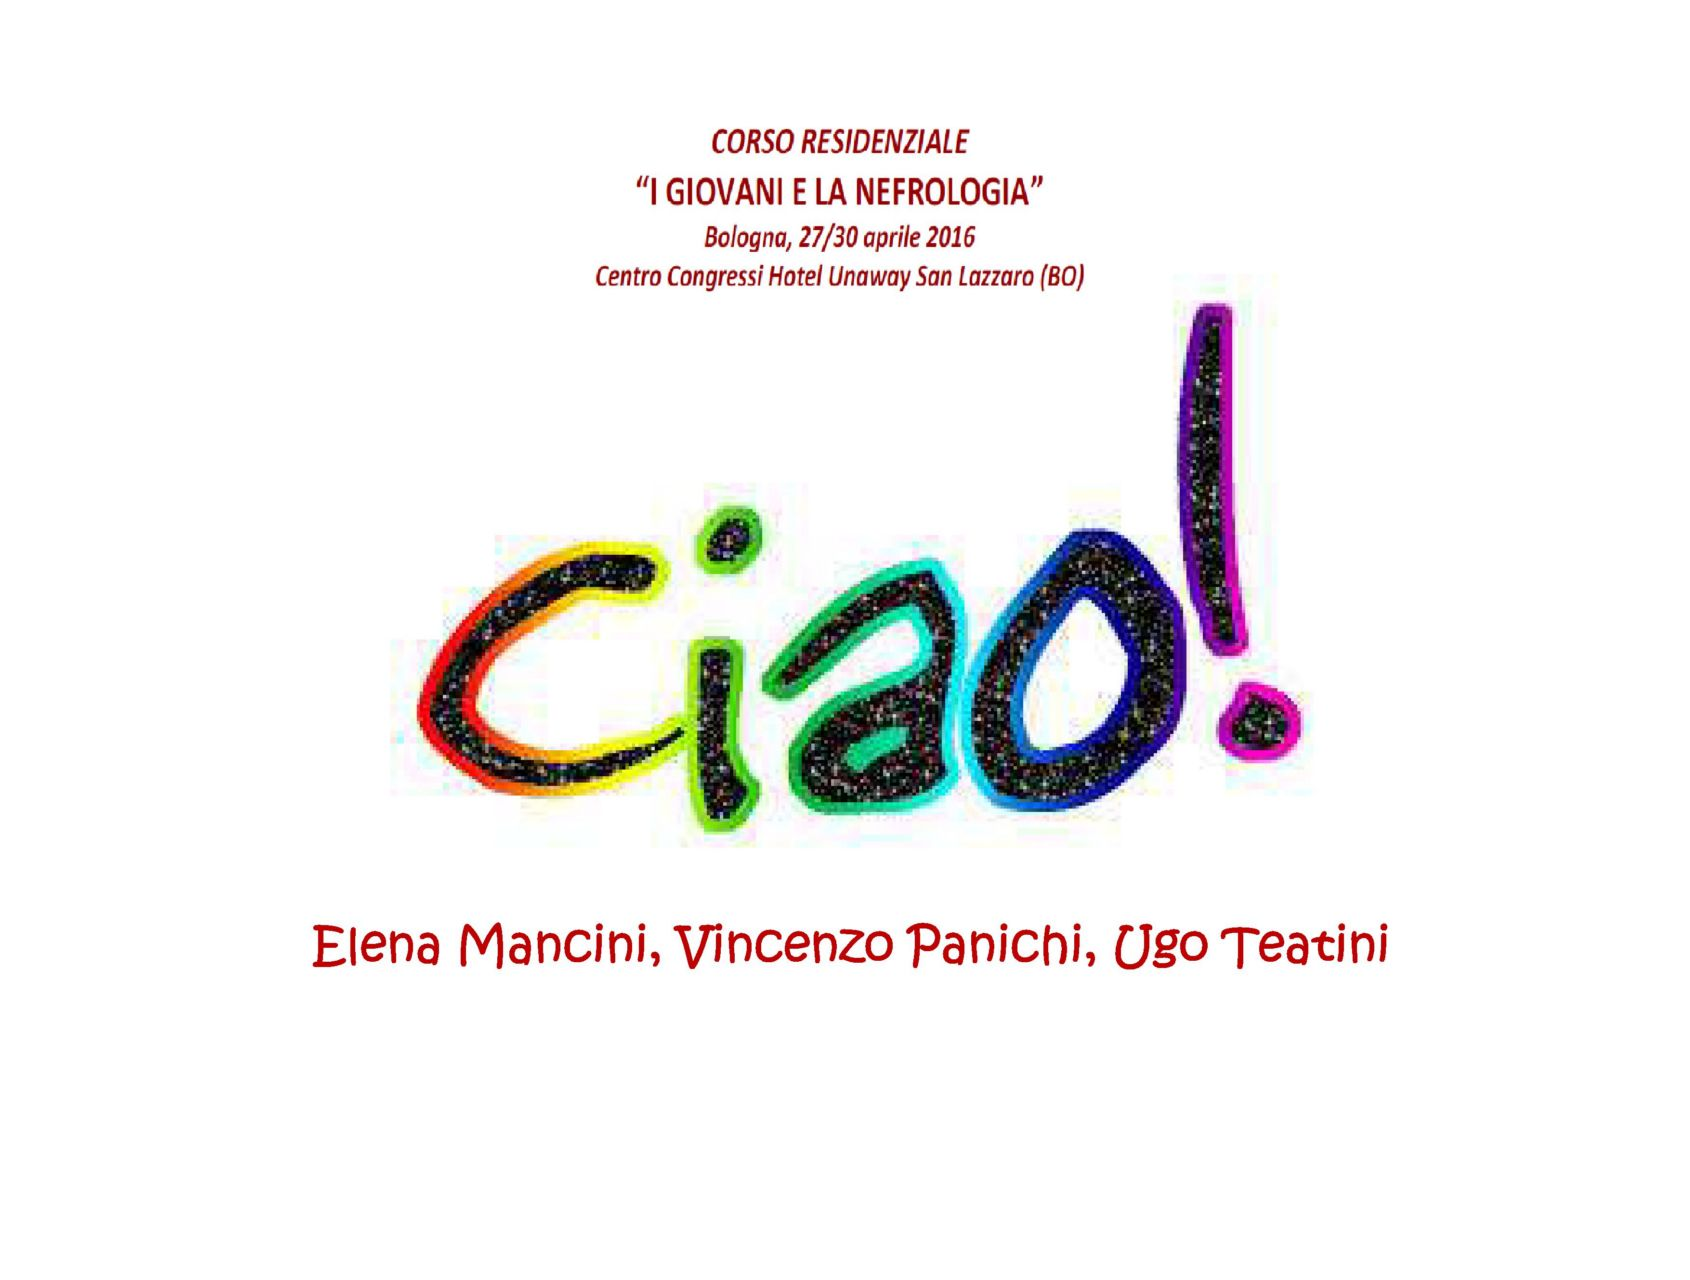 CORSO RESIDENZIALE
“I GIOVANI E LA NEFROLOGIA”
Bologna, 27/30 aprile 2016
Centro Congressi Hotel Unaway San Lazzaro (BO)
ciao!
Elena Mancini, Vincenzo Panichi, Ugo Teatini